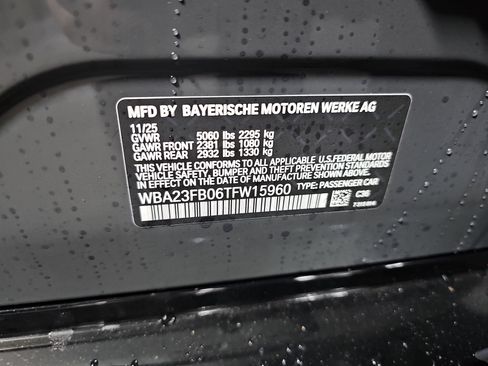 MFD BY BAYERISCHE MOTOREN WERKE AG
11/25
GVWR 5060 lbs 2295 kg
GAWR FRONT 2381 lbs 1080 kg
GAWR REAR 2932 lbs 1330 kg
THIS VEHICLE CONFORMS TO ALL APPLICABLE U.S. FEDERAL MOTOR
VEHICLE SAFETY, BUMPER, AND THEFT PREVENTION STANDARDS IN
EFFECT ON THE DATE OF MANUFACTURE SHOWN ABOVE.
WBA23FB06TFW15960 TYPE: PASSENGER CAR
C36